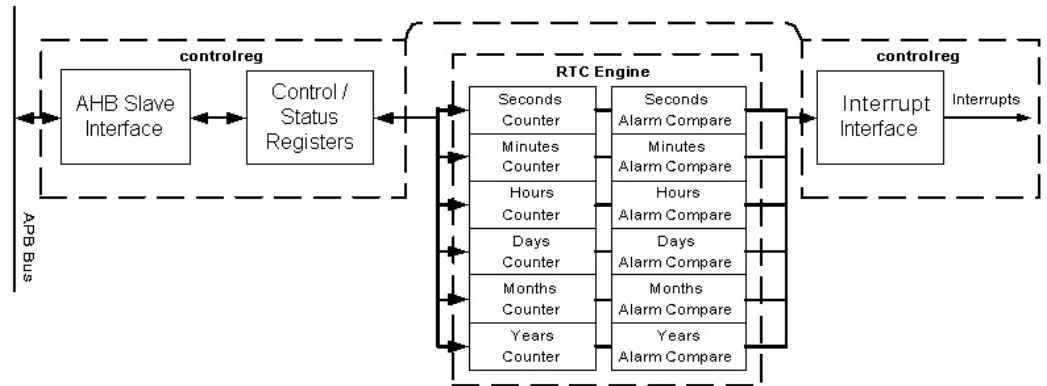 controlreg
AHB Slave
Interface
Control /
Status
Registers
APB Bus
RTC Engine
Seconds
Counter
Seconds
Alarm Compare
Minutes
Counter
Minutes
Alarm Compare
Hours
Counter
Hours
Alarm Compare
Days
Counter
Days
Alarm Compare
Months
Counter
Months
Alarm Compare
Years
Counter
Years
Alarm Compare
controlreg
Interrupt
Interface
Interrupts